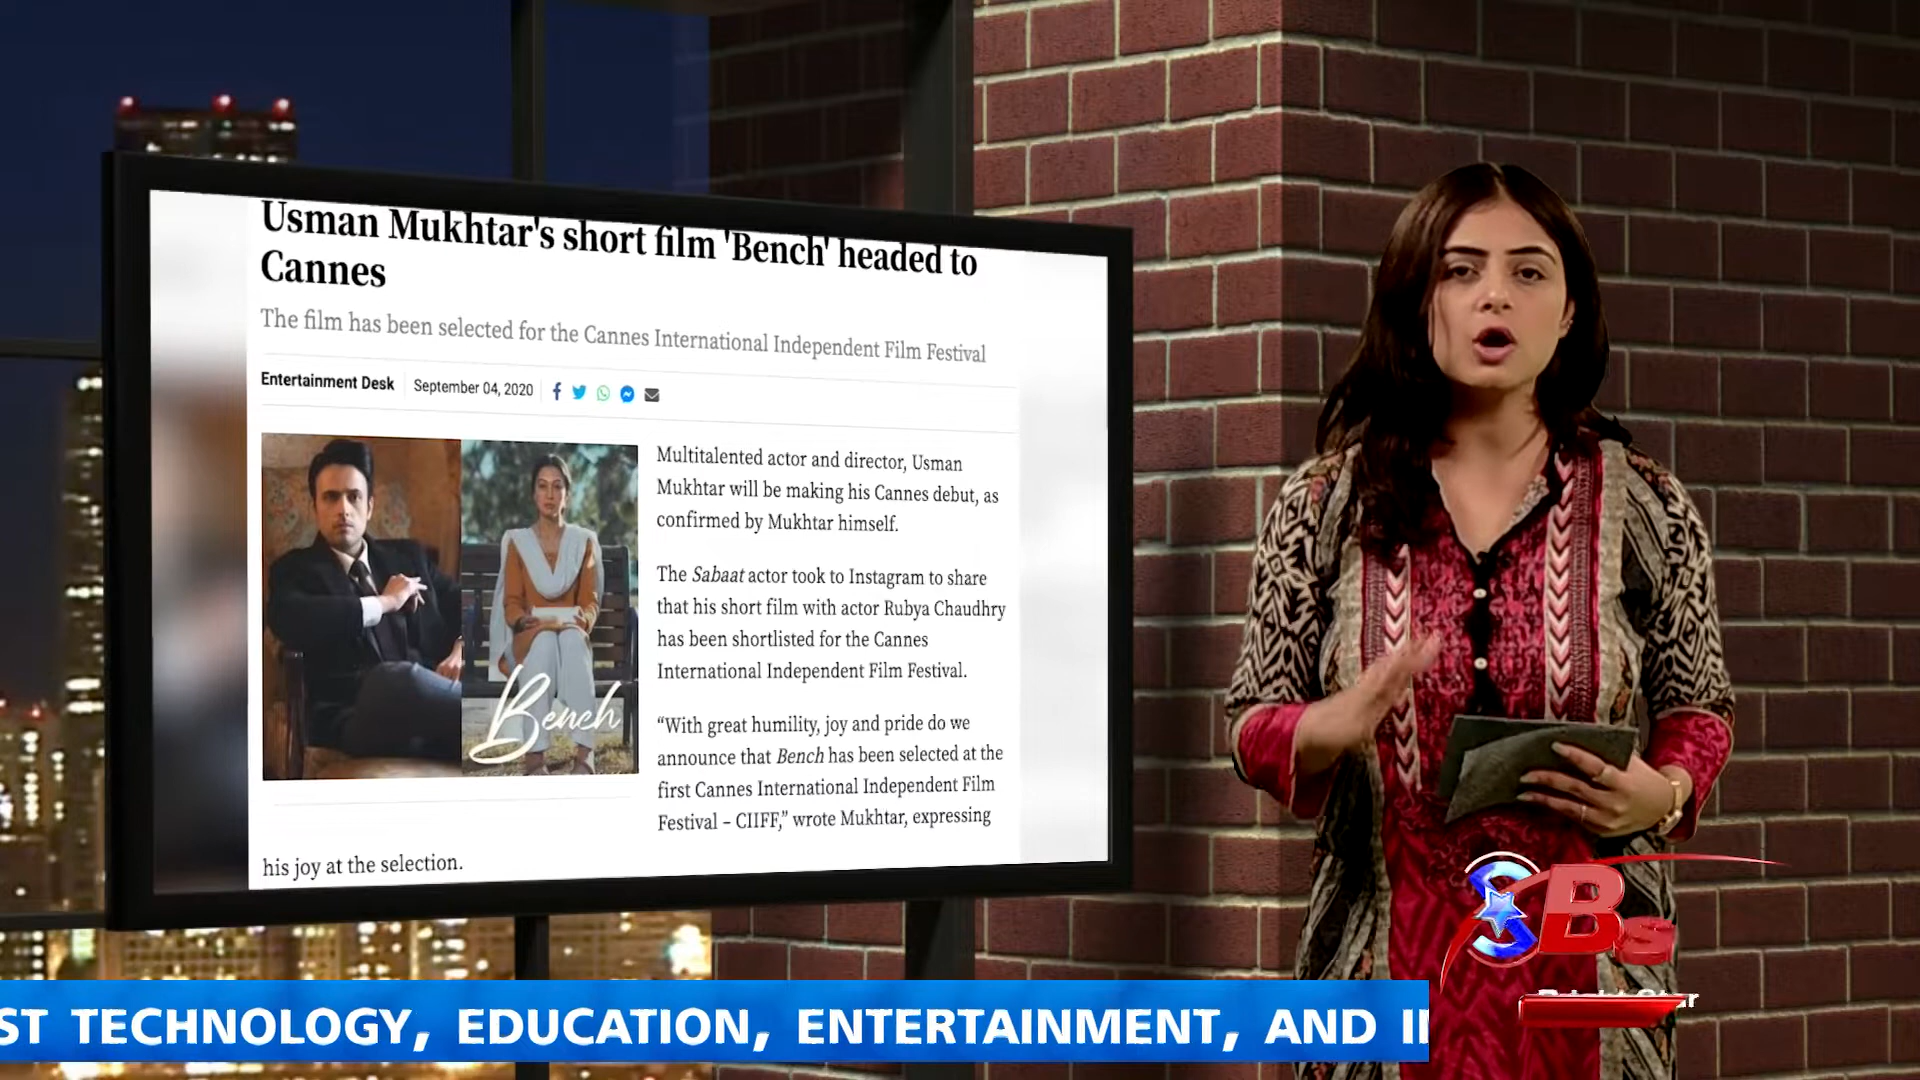 Usman Mukhtar's short film 'Bench' headed to
Cannes
The film has been selected for the Cannes International Independent Film Festival
Entertainment Desk
September 04, 2020
Multitalented actor and director, Usman
Mukhtar will be making his Cannes debut, as
confirmed by Mukhtar himself.
The Sabaat actor took to Instagram to share
that his short film with actor Rubya Chaudhry
has been shortlisted for the Cannes
International Independent Film Festival.
“With great humility, joy and pride do we
announce that Bench has been selected at the
first Cannes International Independent Film
Festival – CIIFF,” wrote Mukhtar, expressing
his joy at the selection.
Bench
SBs
ST TECHNOLOGY, EDUCATION, ENTERTAINMENT, AND